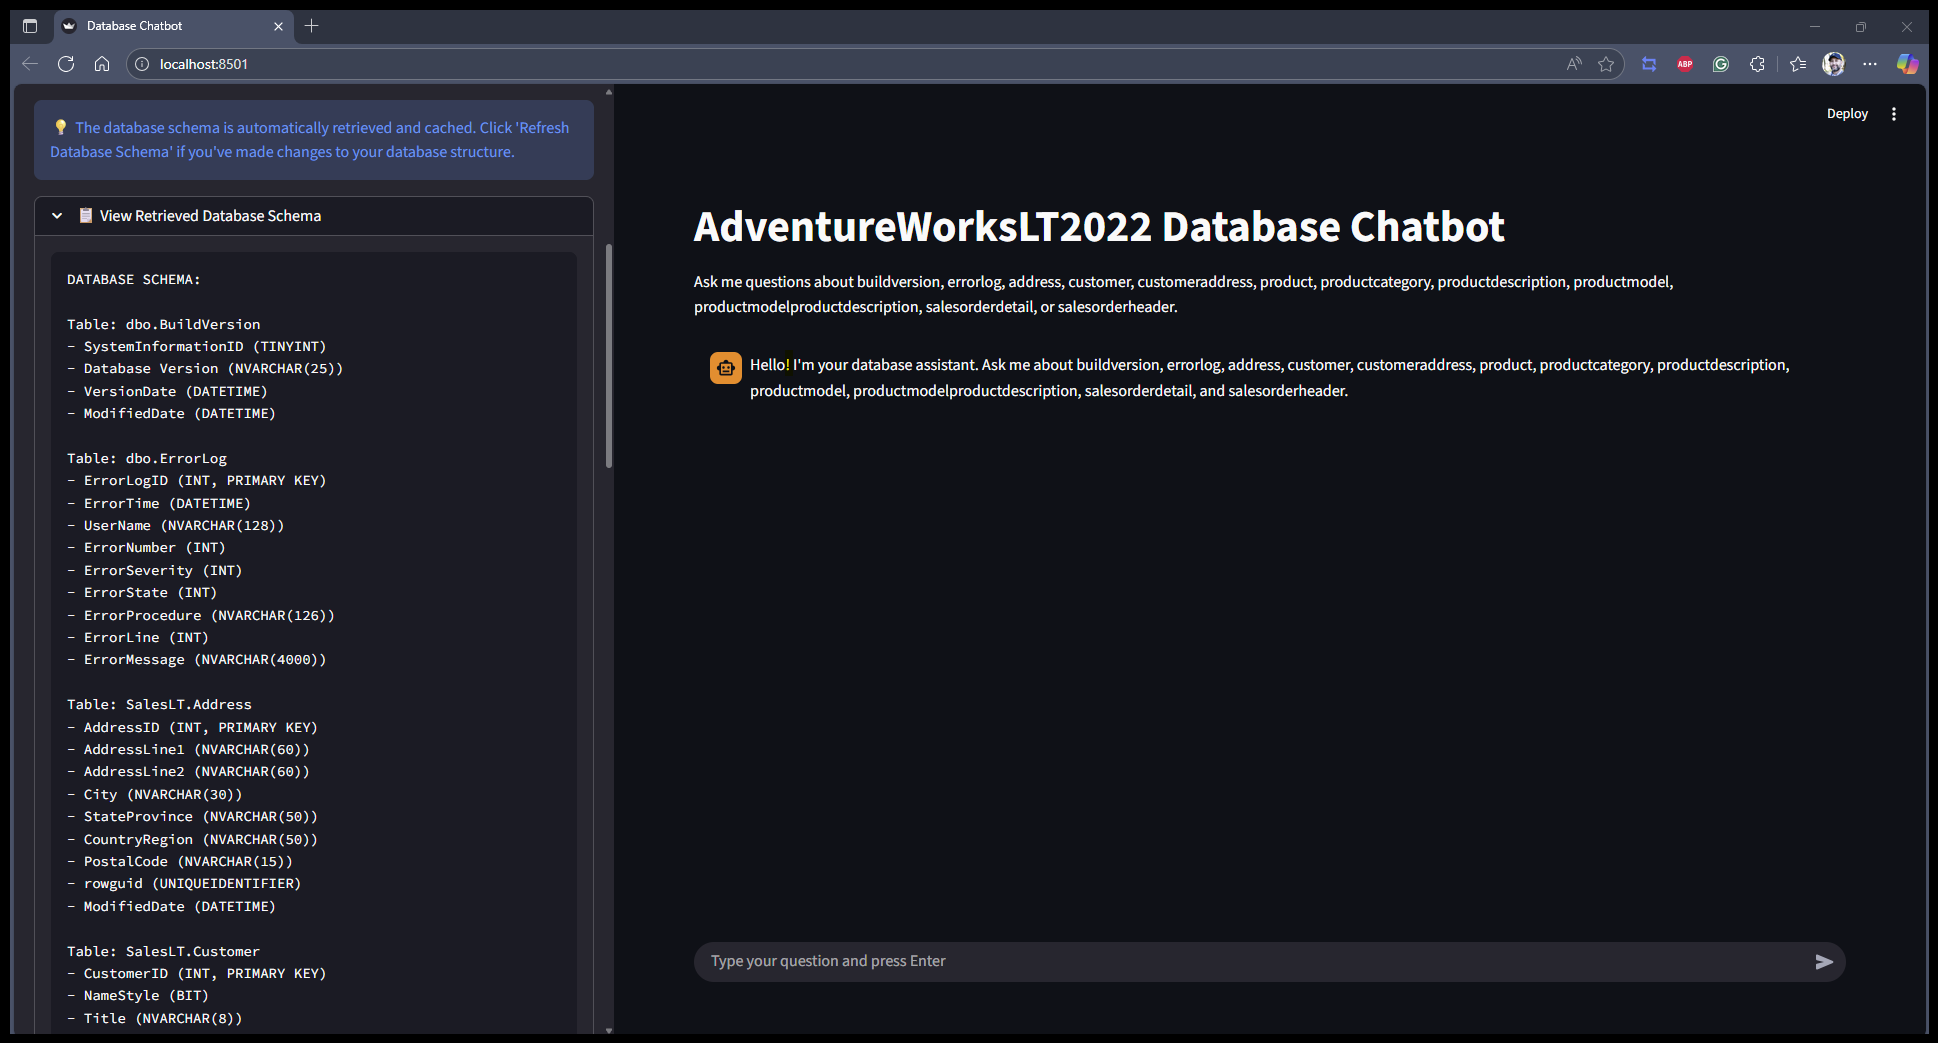 Database Chatbot
localhost:8501
ABP
💡 The database schema is automatically retrieved and cached. Click 'Refresh
Database Schema' if you've made changes to your database structure.
📋 View Retrieved Database Schema
DATABASE SCHEMA:
Table: dbo.BuildVersion
- SystemInformationID (TINYINT)
- Database Version (NVARCHAR(25))
- VersionDate (DATETIME)
- ModifiedDate (DATETIME)
Table: dbo.ErrorLog
- ErrorLogID (INT, PRIMARY KEY)
- ErrorTime (DATETIME)
- UserName (NVARCHAR(128))
- ErrorNumber (INT)
- ErrorSeverity (INT)
- ErrorState (INT)
- ErrorProcedure (NVARCHAR(126))
- ErrorLine (INT)
- ErrorMessage (NVARCHAR(4000))
Table: SalesLT.Address
- AddressID (INT, PRIMARY KEY)
- AddressLine1 (NVARCHAR(60))
- AddressLine2 (NVARCHAR(60))
- City (NVARCHAR(30))
- StateProvince (NVARCHAR(50))
- CountryRegion (NVARCHAR(50))
- PostalCode (NVARCHAR(15))
- rowguid (UNIQUEIDENTIFIER)
- ModifiedDate (DATETIME)
Table: SalesLT.Customer
- CustomerID (INT, PRIMARY KEY)
- NameStyle (BIT)
- Title (NVARCHAR(8))
Deploy
AdventureWorksLT2022 Database Chatbot
Ask me questions about buildversion, errorlog, address, customer, customeraddress, product, productcategory, productdescription, productmodel,
productmodelproductdescription, salesorderdetail, or salesorderheader.
Hello! I'm your database assistant. Ask me about buildversion, errorlog, address, customer, customeraddress, product, productcategory, productdescription,
productmodel, productmodelproductdescription, salesorderdetail, and salesorderheader.
Type your question and press Enter